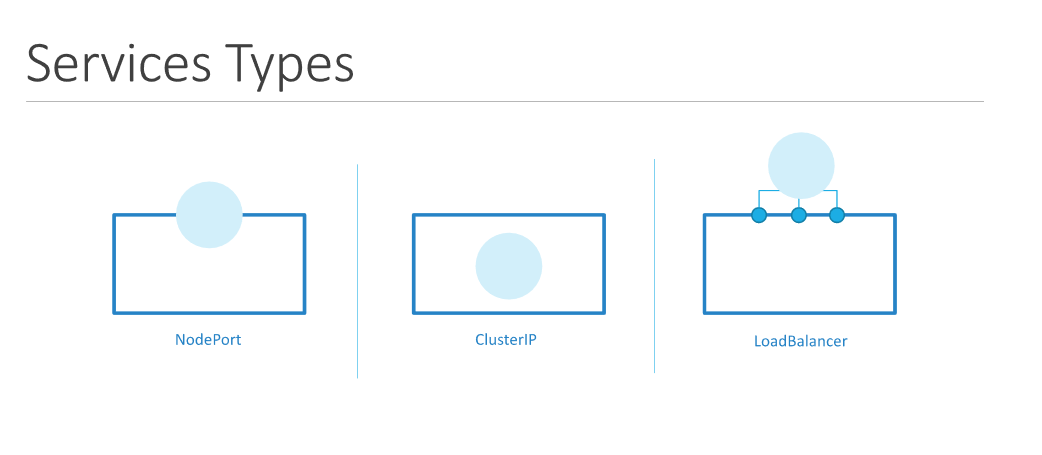 Services Types
NodePort
ClusterIP
LoadBalancer